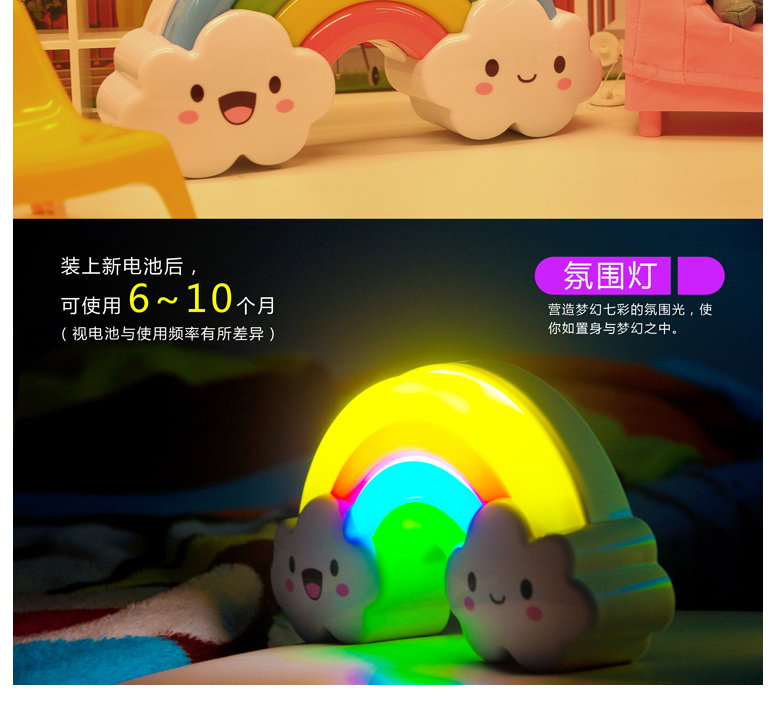 装上新电池后，
可使用6~10个月
（视电池与使用频率有所差异）
氛围灯
营造梦幻七彩的氛围光，使
你如置身与梦幻之中。